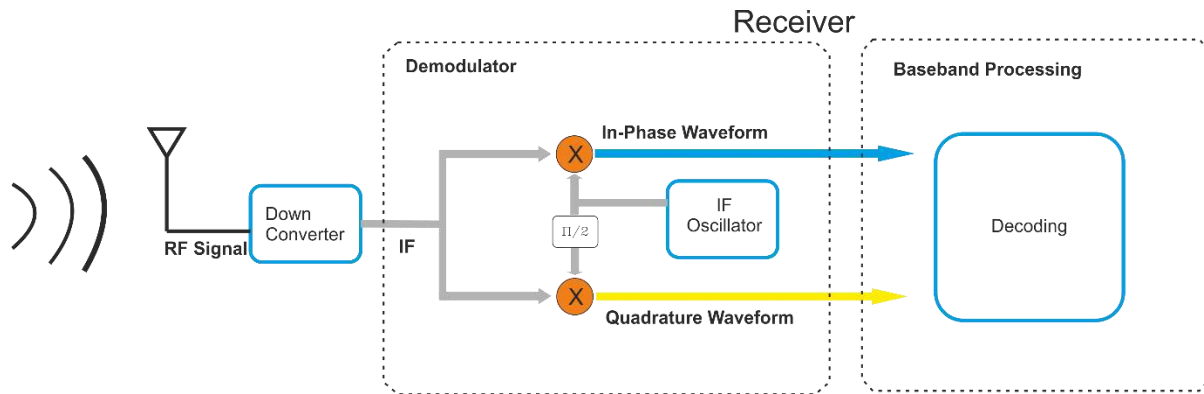 Receiver
Demodulator
Baseband Processing
In-Phase Waveform
X
Down
Converter
RF Signal
IF
Π/2
IF
Oscillator
Decoding
X
Quadrature Waveform